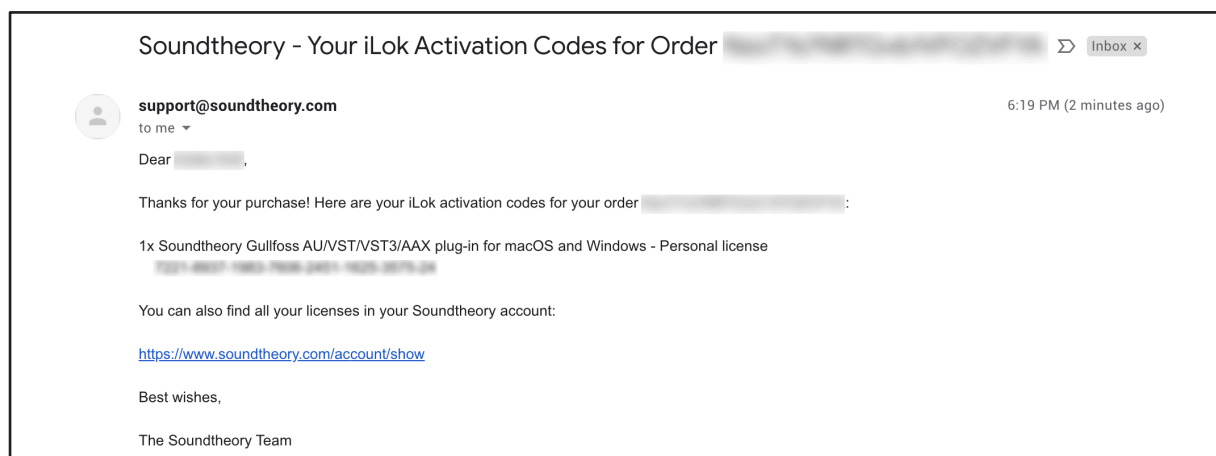 Soundtheory - Your iLok Activation Codes for Order
Inbox ×
support@soundtheory.com
6:19 PM (2 minutes ago)
to me
Dear ,
Thanks for your purchase! Here are your iLok activation codes for your order :
1x Soundtheory Gullfoss AU/VST/VST3/AAX plug-in for macOS and Windows - Personal license
You can also find all your licenses in your Soundtheory account:
https://www.soundtheory.com/account/show
Best wishes,
The Soundtheory Team